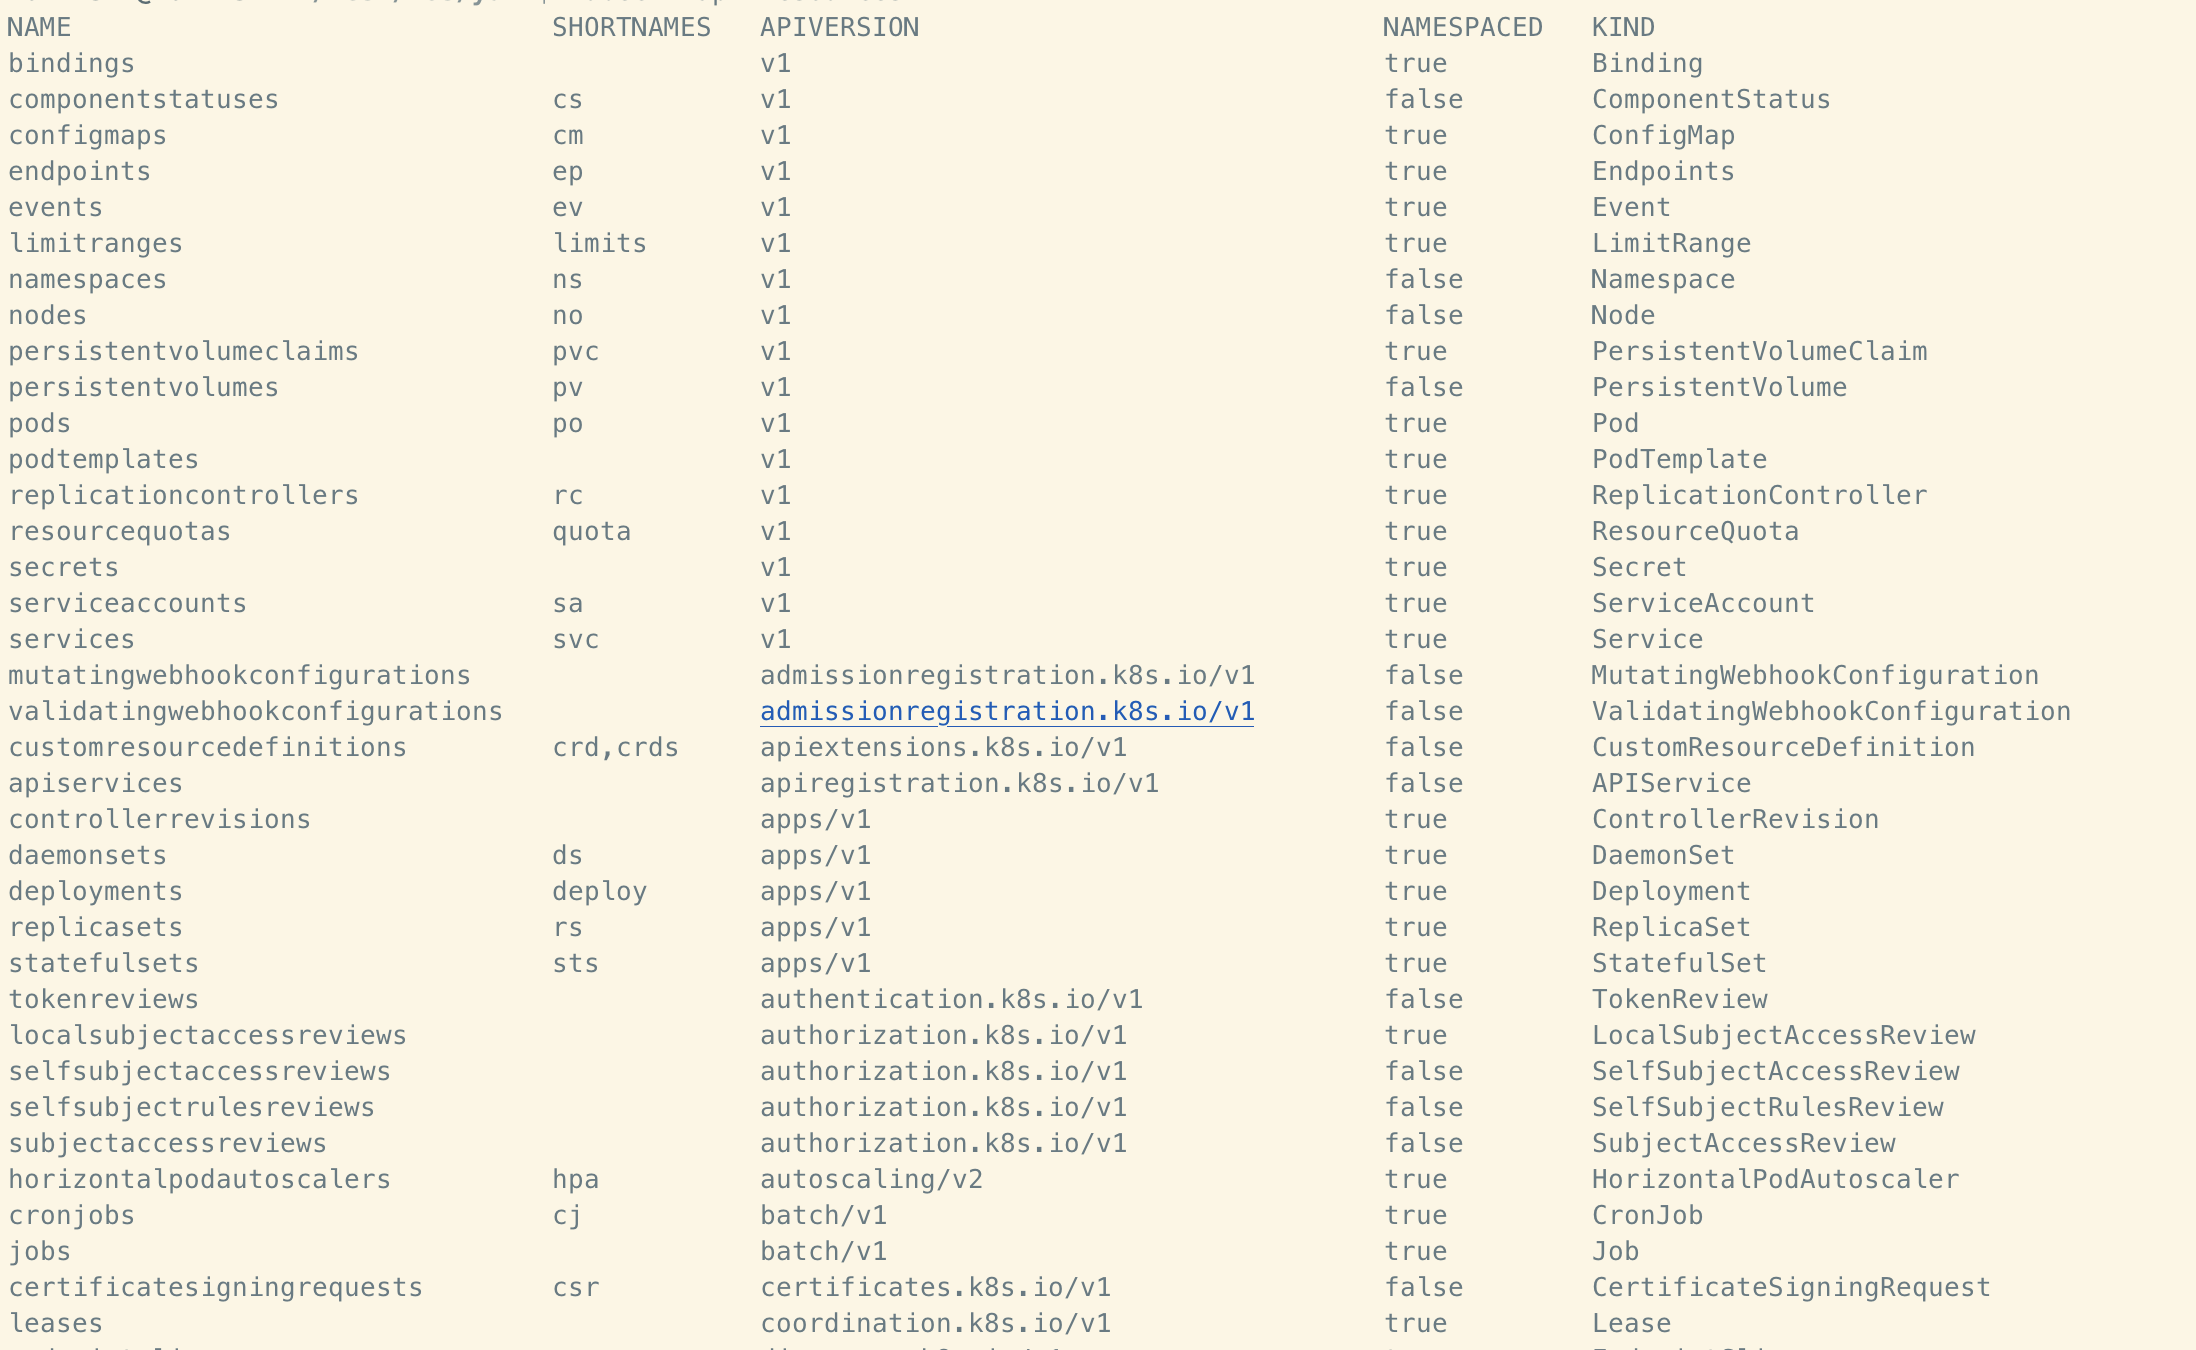 NAME SHORTNAMES APIVERSION NAMESPACED KIND
bindings v1 true Binding
componentstatuses cs v1 false ComponentStatus
configmaps cm v1 true ConfigMap
endpoints ep v1 true Endpoints
events ev v1 true Event
limitranges limits v1 true LimitRange
namespaces ns v1 false Namespace
nodes no v1 false Node
persistentvolumeclaims pvc v1 true PersistentVolumeClaim
persistentvolumes pv v1 false PersistentVolume
pods po v1 true Pod
podtemplates v1 true PodTemplate
replicationcontrollers rc v1 true ReplicationController
resourcequotas quota v1 true ResourceQuota
secrets v1 true Secret
serviceaccounts sa v1 true ServiceAccount
services svc v1 true Service
mutatingwebhookconfigurations admissionregistration.k8s.io/v1 false MutatingWebhookConfiguration
validatingwebhookconfigurations admissionregistration.k8s.io/v1 false ValidatingWebhookConfiguration
customresourcedefinitions crd,crds apiextensions.k8s.io/v1 false CustomResourceDefinition
apiservices apiregistration.k8s.io/v1 false APIService
controllerrevisions apps/v1 true ControllerRevision
daemonsets ds apps/v1 true DaemonSet
deployments deploy apps/v1 true Deployment
replicasets rs apps/v1 true ReplicaSet
statefulsets sts apps/v1 true StatefulSet
tokenreviews authentication.k8s.io/v1 false TokenReview
localsubjectaccessreviews authorization.k8s.io/v1 true LocalSubjectAccessReview
selfsubjectaccessreviews authorization.k8s.io/v1 false SelfSubjectAccessReview
selfsubjectrulesreviews authorization.k8s.io/v1 false SelfSubjectRulesReview
subjectaccessreviews authorization.k8s.io/v1 false SubjectAccessReview
horizontalpodautoscalers hpa autoscaling/v2 true HorizontalPodAutoscaler
cronjobs cj batch/v1 true CronJob
jobs batch/v1 true Job
certificatesigningrequests csr certificates.k8s.io/v1 false CertificateSigningRequest
leases coordination.k8s.io/v1 true Lease